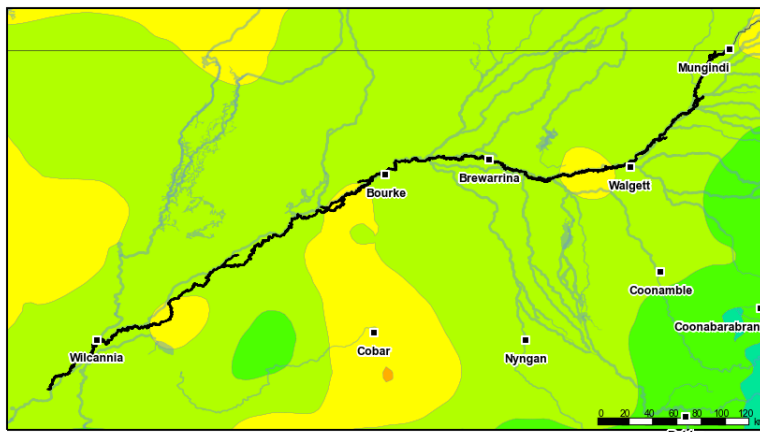 Mungindi
Brewarrina
Walgett
Bourke
Coonamble
Coonabarabran
Wilcannia
Cobar
Nyngan
0 20 40 60 80 100 120